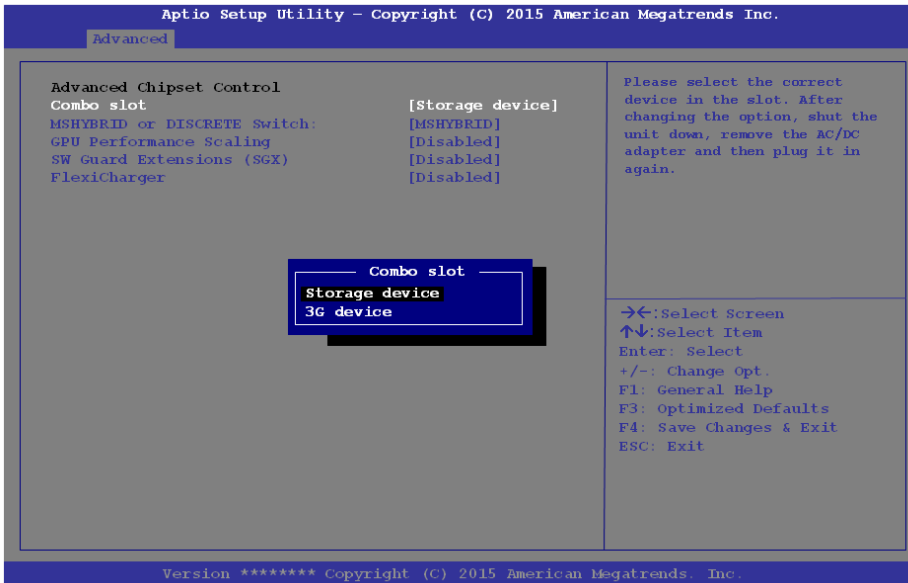 Aptio Setup Utility – Copyright (C) 2015 American Megatrends Inc.
Advanced
Advanced Chipset Control
Combo slot [Storage device]
MSHYBRID or DISCRETE Switch: [MSHYBRID]
GPU Performance Scaling [Disabled]
SW Guard Extensions (SGX) [Disabled]
FlexiCharger [Disabled]
Combo slot
Storage device
3G device
Please select the correct
device in the slot. After
changing the option, shut the
unit down, remove the AC/DC
adapter and then plug it in
again.
→←:Select Screen
↑↓:Select Item
Enter: Select
+/-: Change Opt.
F1: General Help
F3: Optimized Defaults
F4: Save Changes & Exit
ESC: Exit
Version ******** Copyright (C) 2015 American Megatrends. Inc.